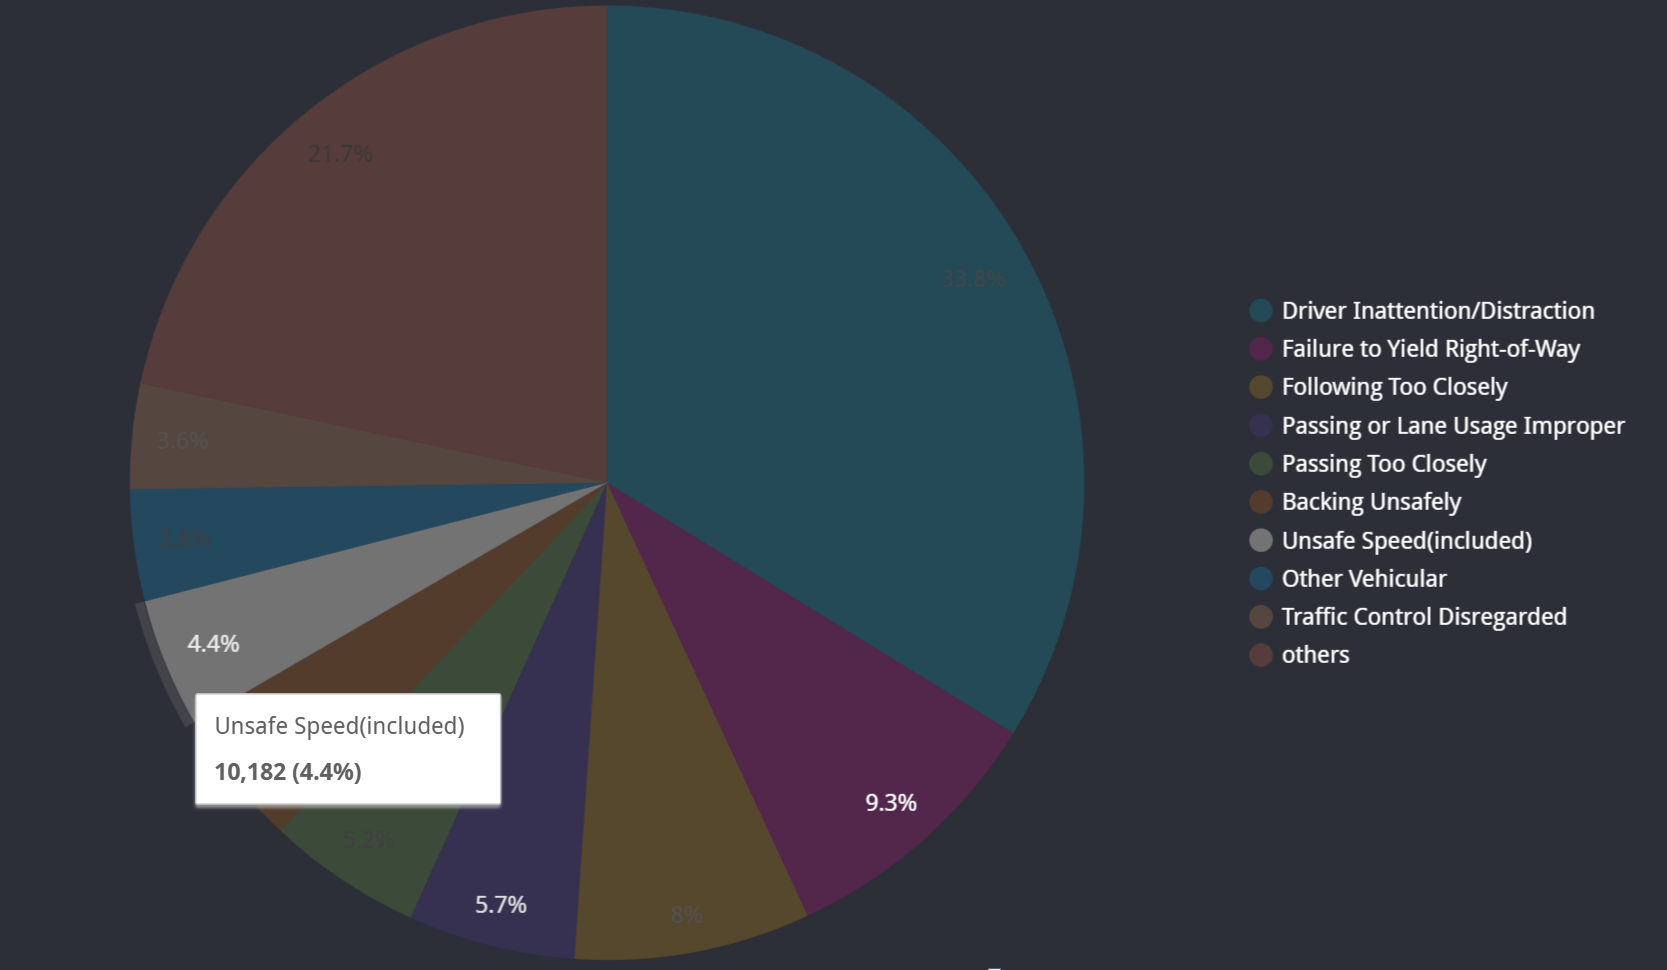 21.7%
33.8%
3.6%
3.8%
4.4%
Unsafe Speed(included)
10,182 (4.4%)
5.2%
5.7%
8%
9.3%
Driver Inattention/Distraction
Failure to Yield Right-of-Way
Following Too Closely
Passing or Lane Usage Improper
Passing Too Closely
Backing Unsafely
Unsafe Speed(included)
Other Vehicular
Traffic Control Disregarded
others